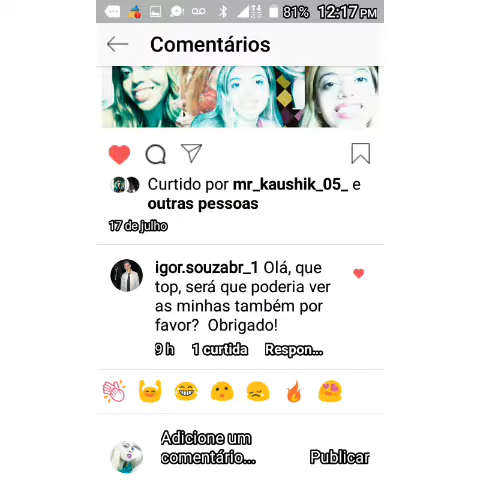 81% 12:17 PM
Comentários
Curtido por mr_kaushik_05_ e
outras pessoas
17 de julho
igor.souzabr_1 Olá, que
top, será que poderia ver
as minhas também por
favor? Obrigado!
9 h 1 curtida Respon...
Adicione um
comentário... Publicar